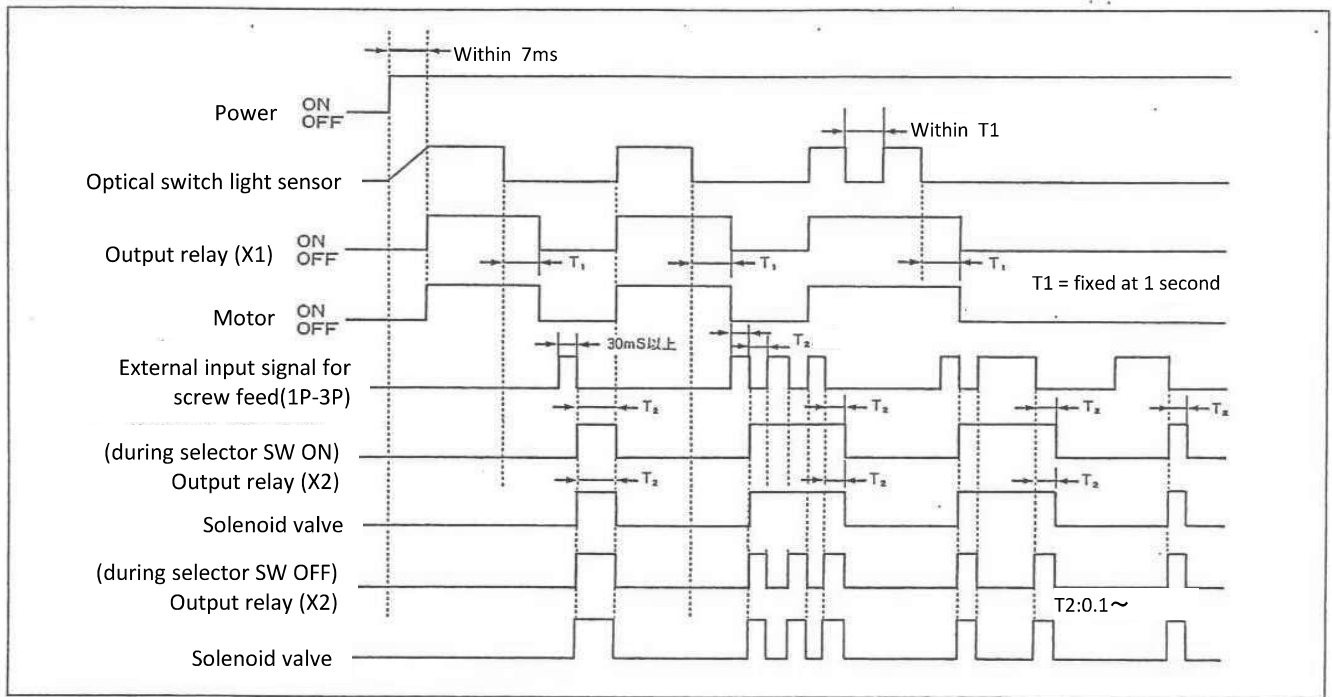 Within 7ms
Power ON
OFF
Within T1
Optical switch light sensor
Output relay (X1) ON
OFF
T₁ T₁ T₁
T1 = fixed at 1 second
Motor ON
OFF
30mS以上 T₂
External input signal for
screw feed(1P-3P)
T₂ T₂ T₂ T₂
(during selector SW ON)
Output relay (X2)
T₂ T₂ T₂
Solenoid valve
(during selector SW OFF)
Output relay (X2)
T2:0.1～
Solenoid valve